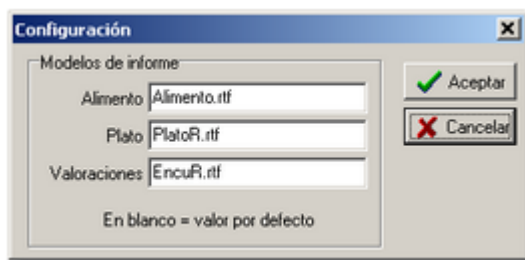 Configuración
Modelos de informe
Alimento Alimento.rtf
Plato PlatoR.rtf
Valoraciones EncuR.rtf
En blanco = valor por defecto
Aceptar
Cancelar